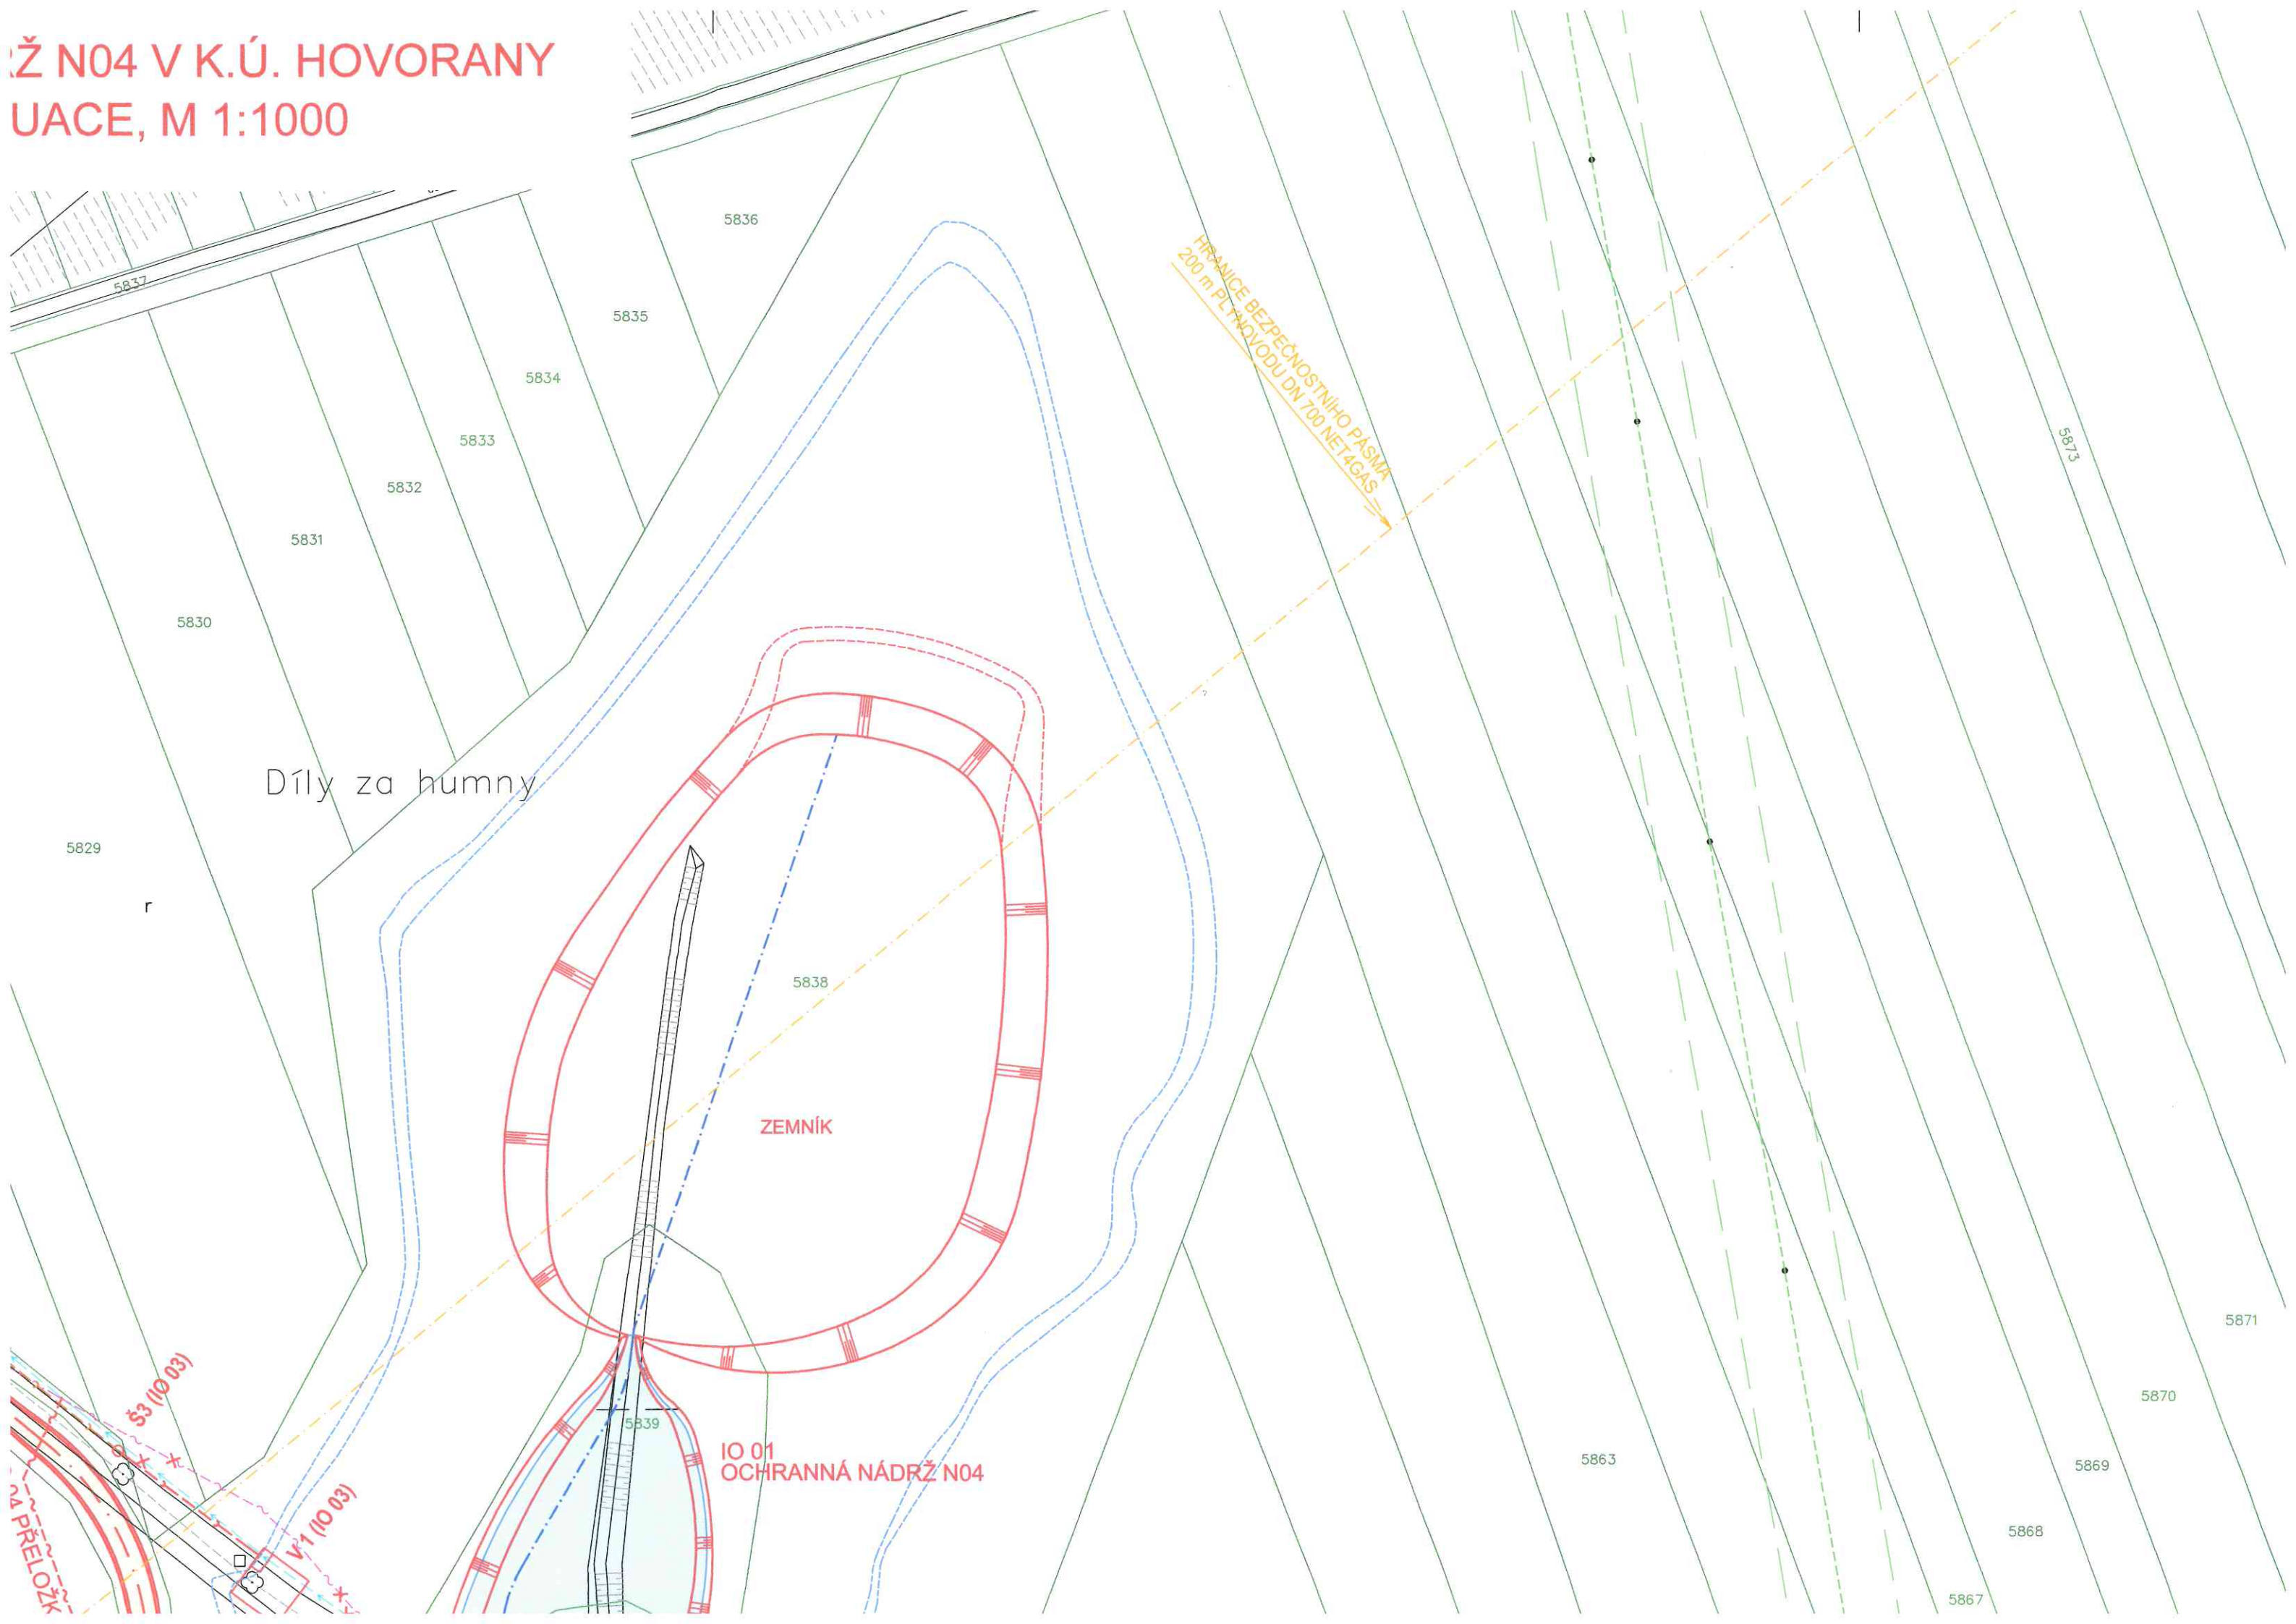 Ž N04 V K.Ú. HOVORANY
UACE, M 1:1000
5836
5837
5835
5834
5833
5832
5831
5830
5829
HRANICE BEZPEČNOSTNÍHO PÁSMA
200 m PLYNOVODU DN 700 NET4GAS
5873
Díly za humny
r
5838
ZEMNÍK
5839
IO 01
OCHRANNÁ NÁDRŽ N04
Š3 (IO 03)
V1 (IO 03)
04 PŘELOŽK
5863
5871
5870
5869
5868
5867